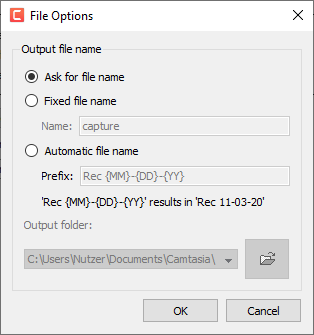 File Options
Output file name
Ask for file name
Fixed file name
Name: capture
Automatic file name
Prefix: Rec {MM}-{DD}-{YY}
'Rec {MM}-{DD}-{YY}' results in 'Rec 11-03-20'
Output folder:
C:\Users\Nutzer\Documents\Camtasia\
OK Cancel